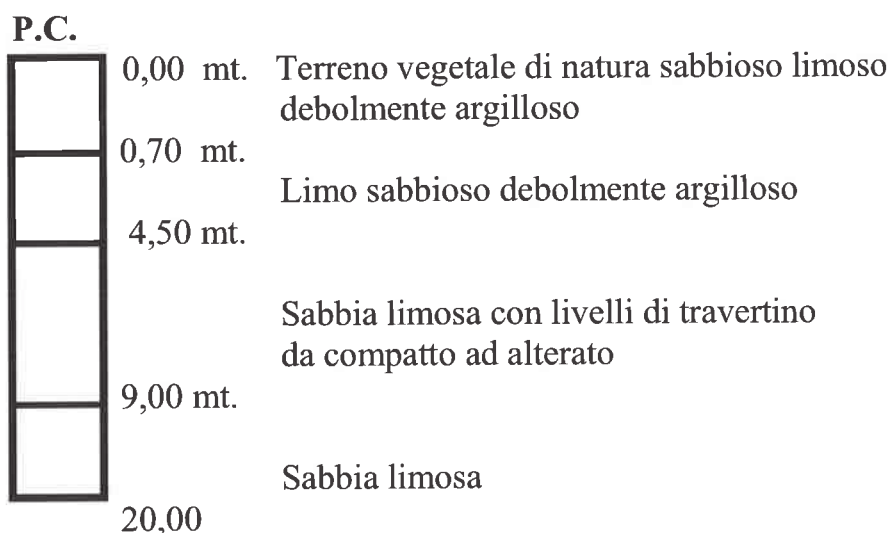 P.C.
0,00 mt. Terreno vegetale di natura sabbioso limoso
debolmente argilloso
0,70 mt.
Limo sabbioso debolmente argilloso
4,50 mt.
Sabbia limosa con livelli di travertino
da compatto ad alterato
9,00 mt.
Sabbia limosa
20,00